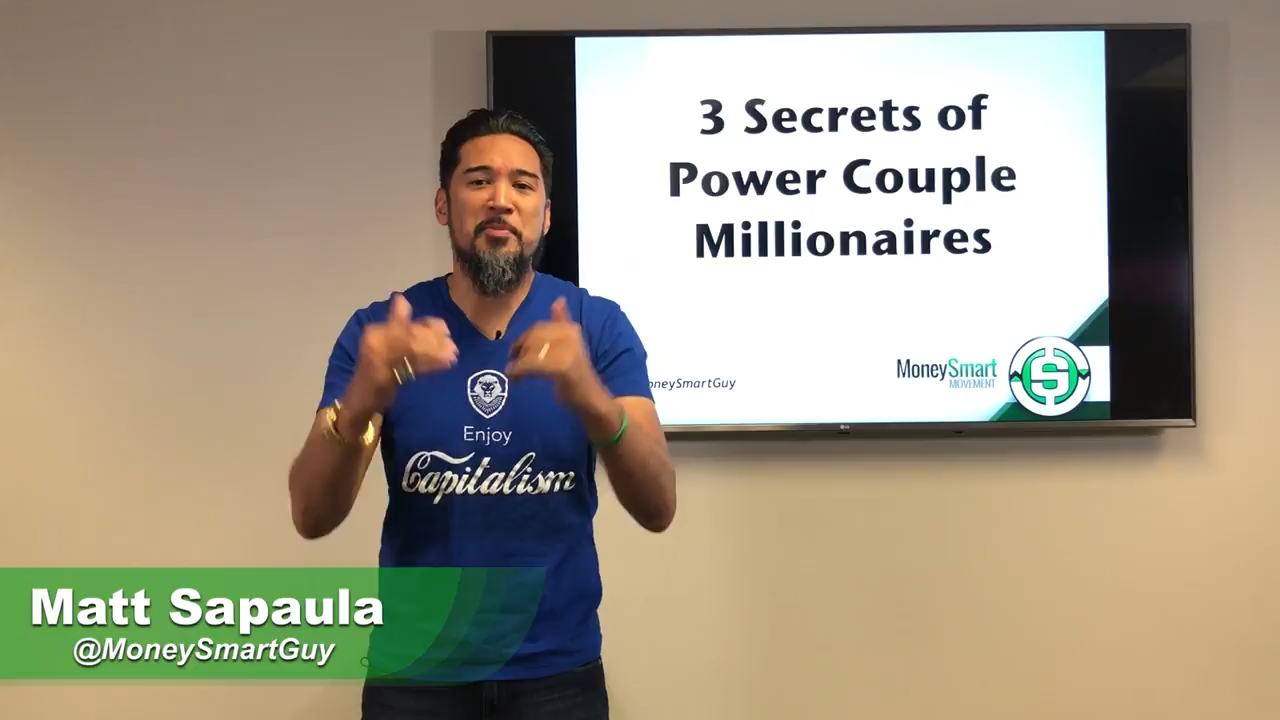 3 Secrets of
Power Couple
Millionaires
MoneySmart
MOVEMENT
oneySmartGuy
Enjoy
Capitalism
Matt Sapaula
@MoneySmartGuy